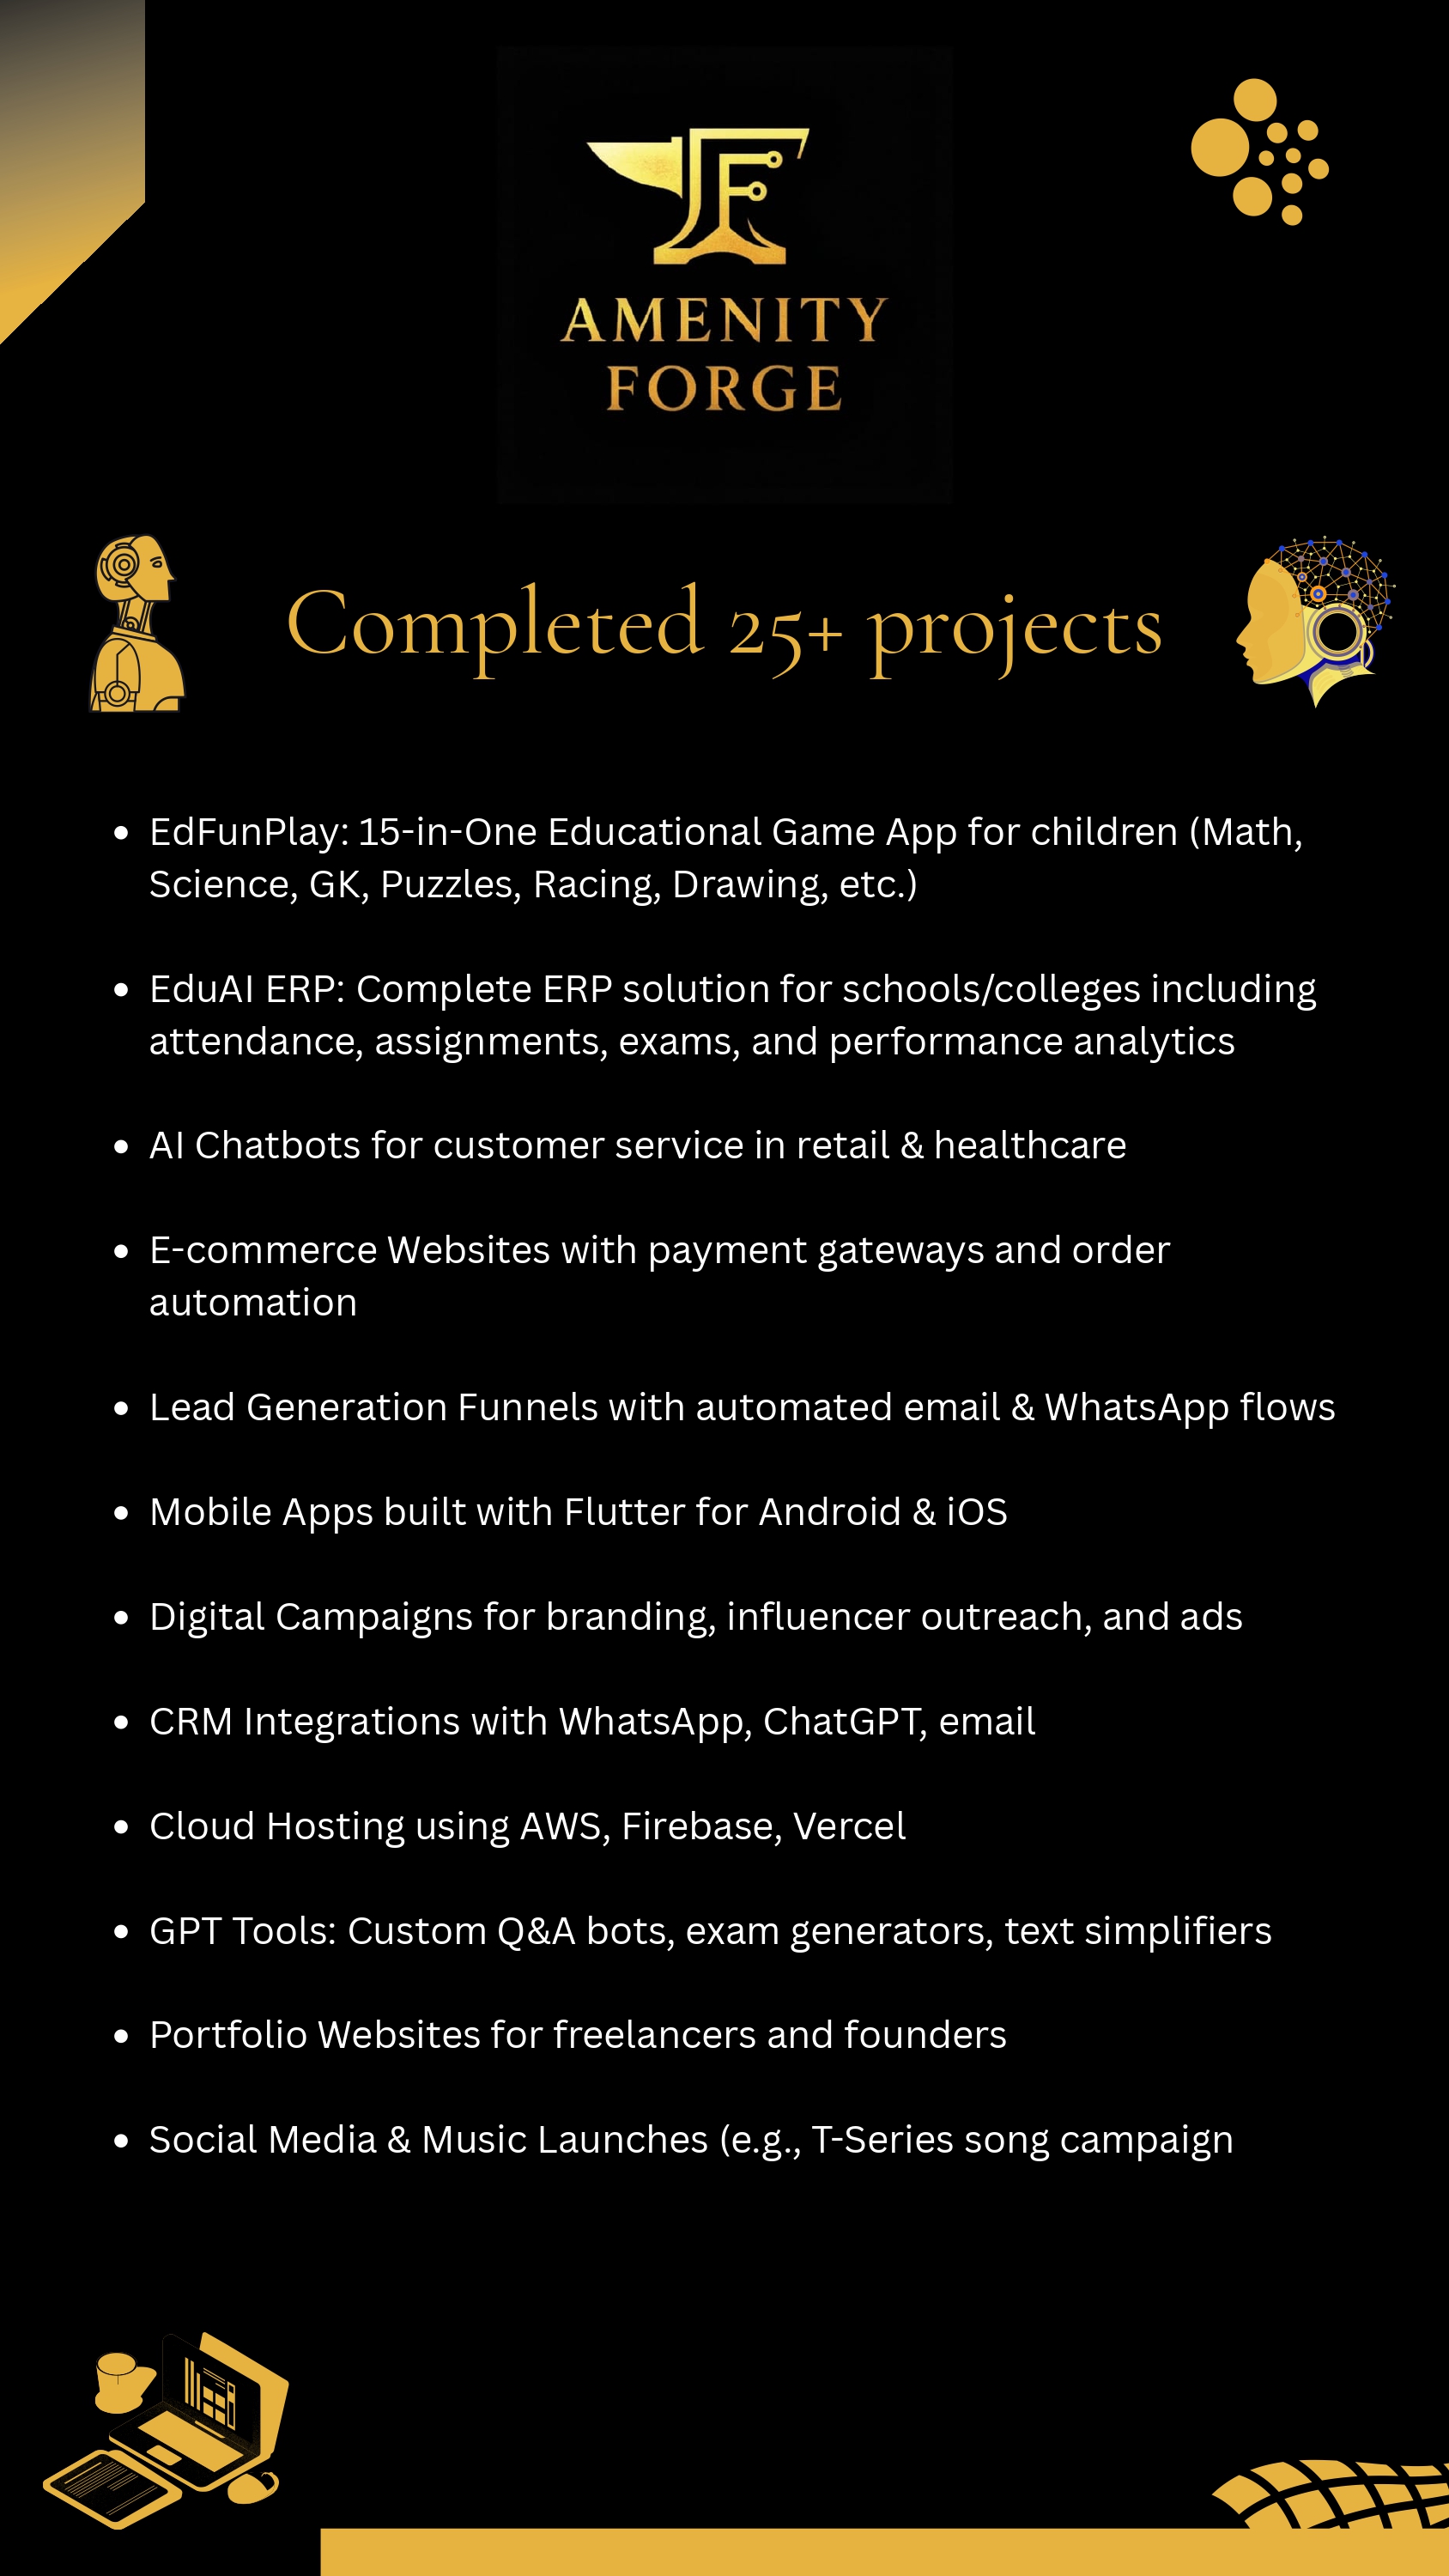 AMENITY
FORGE
Completed 25+ projects
• EdFunPlay: 15-in-One Educational Game App for children (Math,
Science, GK, Puzzles, Racing, Drawing, etc.)
• EduAI ERP: Complete ERP solution for schools/colleges including
attendance, assignments, exams, and performance analytics
• AI Chatbots for customer service in retail & healthcare
• E-commerce Websites with payment gateways and order
automation
• Lead Generation Funnels with automated email & WhatsApp flows
• Mobile Apps built with Flutter for Android & iOS
• Digital Campaigns for branding, influencer outreach, and ads
• CRM Integrations with WhatsApp, ChatGPT, email
• Cloud Hosting using AWS, Firebase, Vercel
• GPT Tools: Custom Q&A bots, exam generators, text simplifiers
• Portfolio Websites for freelancers and founders
• Social Media & Music Launches (e.g., T-Series song campaign